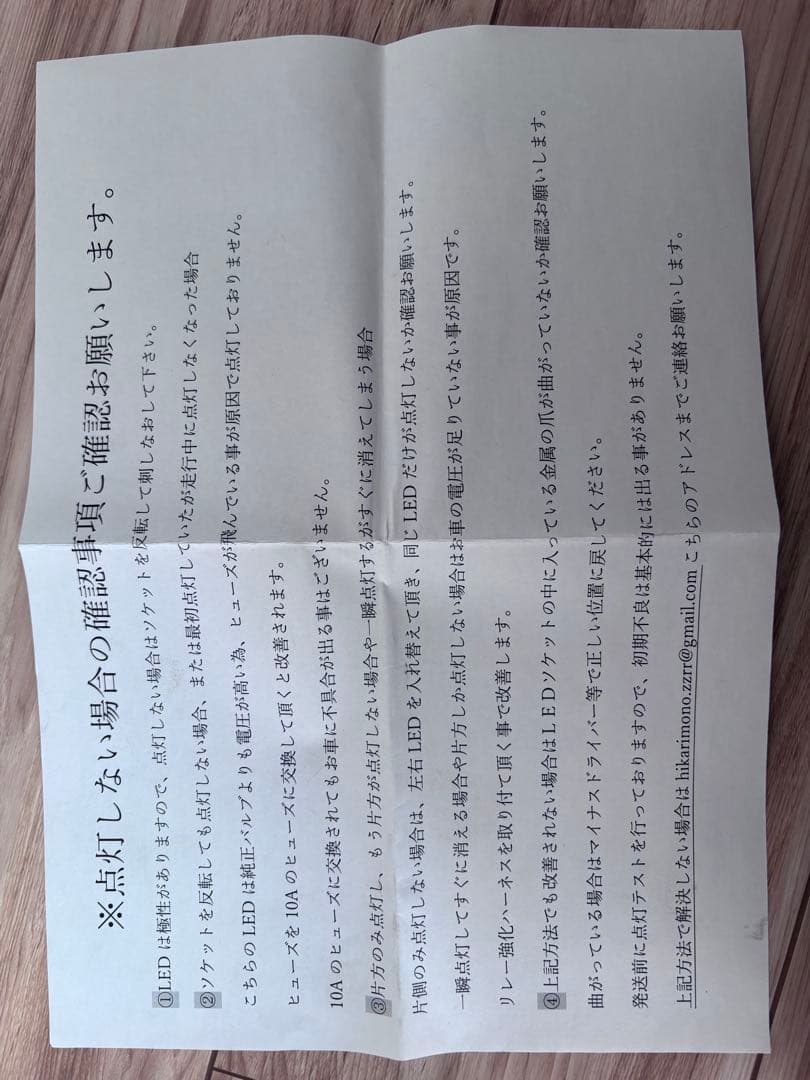 ※点灯しない場合の確認事項ご確認お願いします。
①LEDは極性がありますので、点灯しない場合はソケットを反転して刺しなおして下さい。
②ソケットを反転しても点灯しない場合、または最初点灯していたが走行中に点灯しなくなった場合
こちらのLEDは純正バルブよりも電圧が高い為、ヒューズが飛んでいる事が原因で点灯しておりません。
ヒューズを10Aのヒューズに交換して頂くと改善されます。
10Aのヒューズに交換されてもお車に不具合が出る事はございません。
③片方のみ点灯し、もう片方が点灯しない場合や一瞬点灯するがすぐに消えてしまう場合
片側のみ点灯しない場合は、左右LEDを入れ替えて頂き、同じLEDだけが点灯しないか確認お願いします。
一瞬点灯してすぐに消える場合や片方しか点灯しない場合はお車の電圧が足りていない事が原因です。
リレー強化ハーネスを取り付て頂く事で改善します。
④上記方法でも改善されない場合はLEDソケットの中に入っている金属の爪が曲がっていないか確認お願いします。
曲がっている場合はマイナスドライバー等で正しい位置に戻してください。
発送前に点灯テストを行っておりますので、初期不良は基本的には出る事がありません。
上記方法で解決しない場合は hikarimono.zzrr@gmail.com こちらのアドレスまでご連絡お願いします。